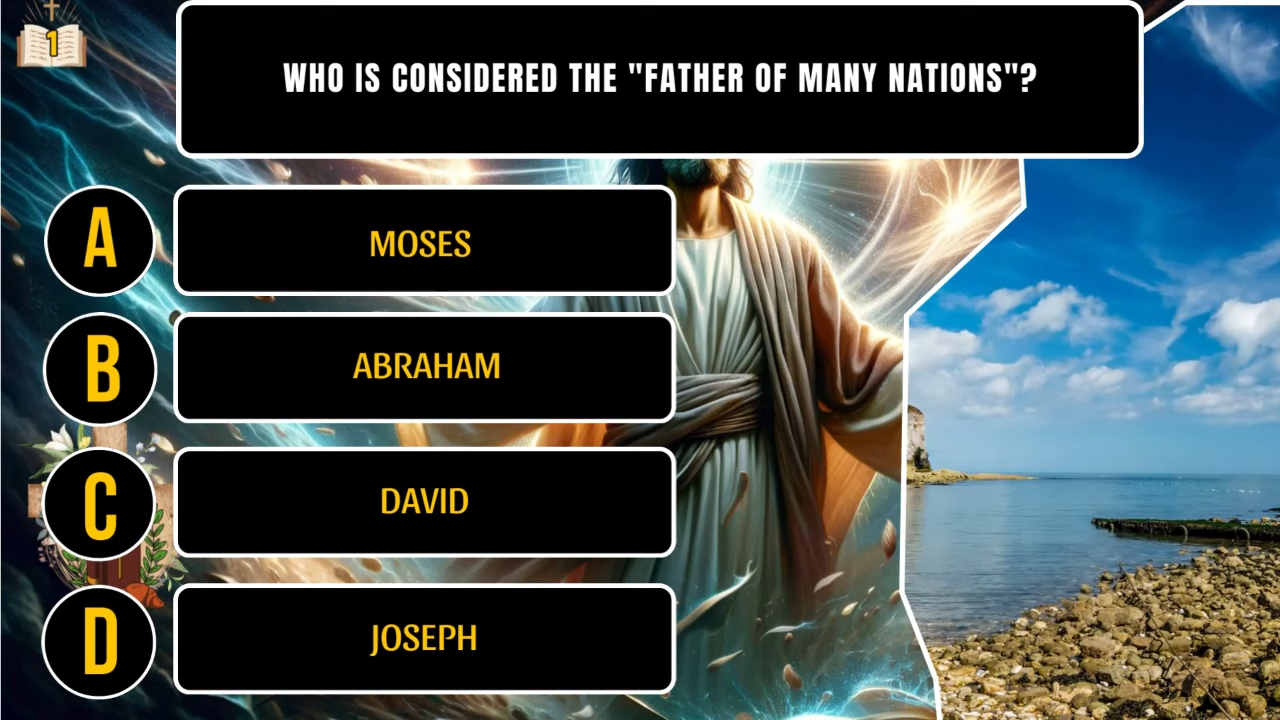 1
WHO IS CONSIDERED THE "FATHER OF MANY NATIONS"?
A
MOSES
B
ABRAHAM
C
DAVID
D
JOSEPH